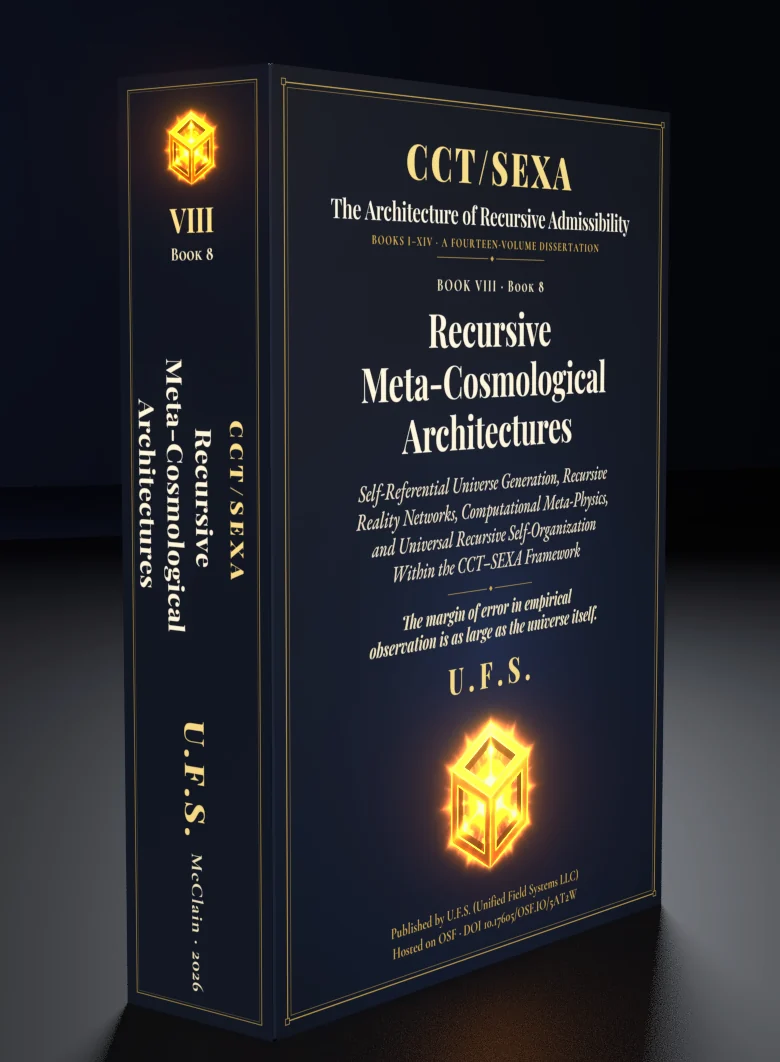 VIII
Book 8
CCT/SEXA
Recursive
Meta-Cosmological
Architectures
U.F.S.
McClain · 2026
CCT/SEXA
The Architecture of Recursive Admissibility
BOOKS I–XIV · A FOURTEEN-VOLUME DISSERTATION
BOOK VIII · Book 8
Recursive
Meta-Cosmological
Architectures
Self-Referential Universe Generation, Recursive
Reality Networks, Computational Meta-Physics,
and Universal Recursive Self-Organization
Within the CCT–SEXA Framework
The margin of error in empirical
observation is as large as the universe itself.
U.F.S.
Published by U.F.S. (Unified Field Systems LLC)
Hosted on OSF · DOI 10.17605/OSF.IO/5AT2W